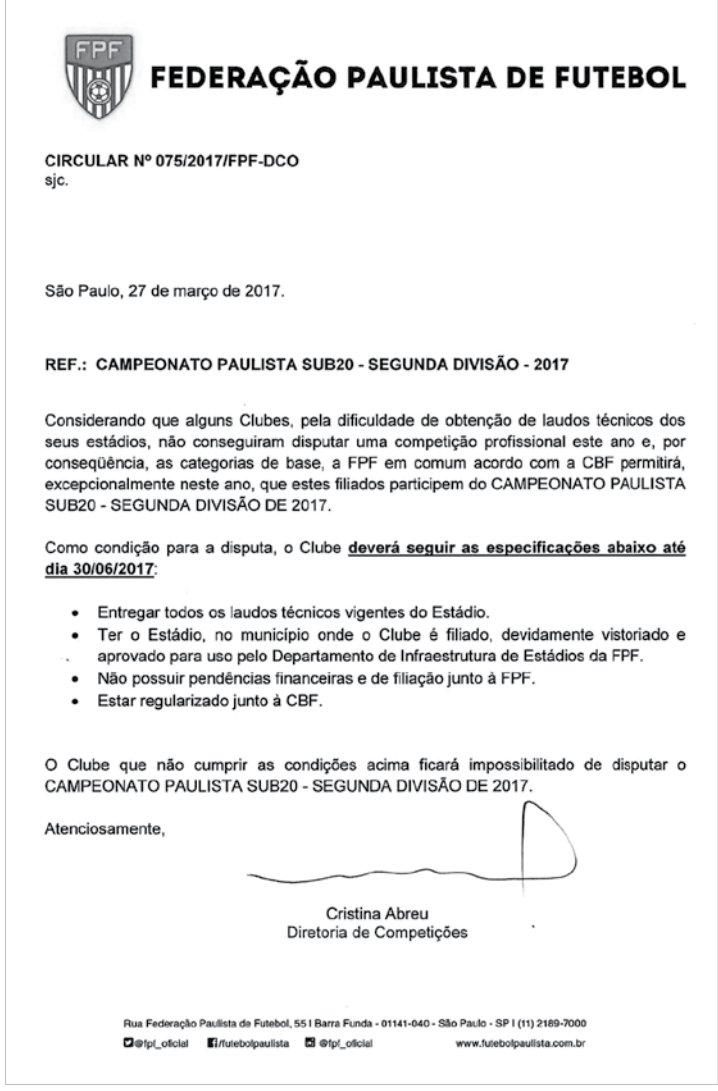 FPF
FEDERAÇÃO PAULISTA DE FUTEBOL
CIRCULAR Nº 075/2017/FPF-DCO
sjc.
São Paulo, 27 de março de 2017.
REF.: CAMPEONATO PAULISTA SUB20 - SEGUNDA DIVISÃO - 2017
Considerando que alguns Clubes, pela dificuldade de obtenção de laudos técnicos dos
seus estádios, não conseguiram disputar uma competição profissional este ano e, por
conseqüência, as categorias de base, a FPF em comum acordo com a CBF permitirá,
excepcionalmente neste ano, que estes filiados participem do CAMPEONATO PAULISTA
SUB20 - SEGUNDA DIVISÃO DE 2017.
Como condição para a disputa, o Clube deverá seguir as especificações abaixo até
dia 30/06/2017:
• Entregar todos os laudos técnicos vigentes do Estádio.
• Ter o Estádio, no município onde o Clube é filiado, devidamente vistoriado e
aprovado para uso pelo Departamento de Infraestrutura de Estádios da FPF.
• Não possuir pendências financeiras e de filiação junto à FPF.
• Estar regularizado junto à CBF.
O Clube que não cumprir as condições acima ficará impossibilitado de disputar o
CAMPEONATO PAULISTA SUB20 - SEGUNDA DIVISÃO DE 2017.
Atenciosamente,
Cristina Abreu
Diretoria de Competições
Rua Federação Paulista de Futebol, 55 I Barra Funda - 01141-040 - São Paulo - SP I (11) 2189-7000
@fpf_oficial /futebolpaulista @fpf_oficial www.futebolpaulista.com.br